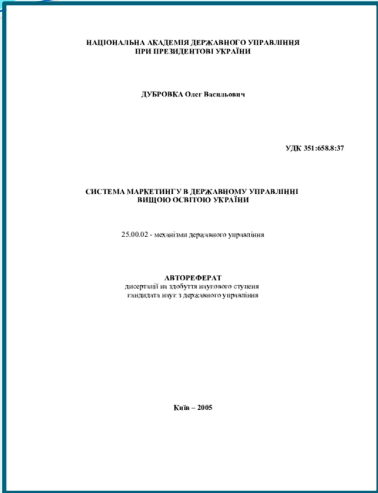 НАЦІОНАЛЬНА АКАДЕМІЯ ДЕРЖАВНОГО УПРАВЛІННЯ
ПРИ ПРЕЗИДЕНТОВІ УКРАЇНИ
ДУБРОВКА Олег Васильович
УДК 351:658.8:37
СИСТЕМА МАРКЕТИНГУ В ДЕРЖАВНОМУ УПРАВЛІННІ
ВИЩОЮ ОСВІТОЮ УКРАЇНИ
25.00.02 - механізми державного управління
АВТОРЕФЕРАТ
дисертації на здобуття наукового ступеня
кандидата наук з державного управління
Київ – 2005